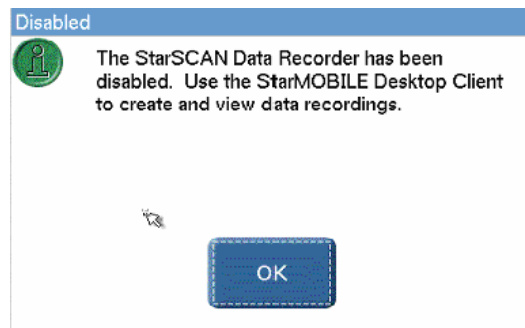 Disabled
The StarSCAN Data Recorder has been
disabled. Use the StarMOBILE Desktop Client
to create and view data recordings.
OK